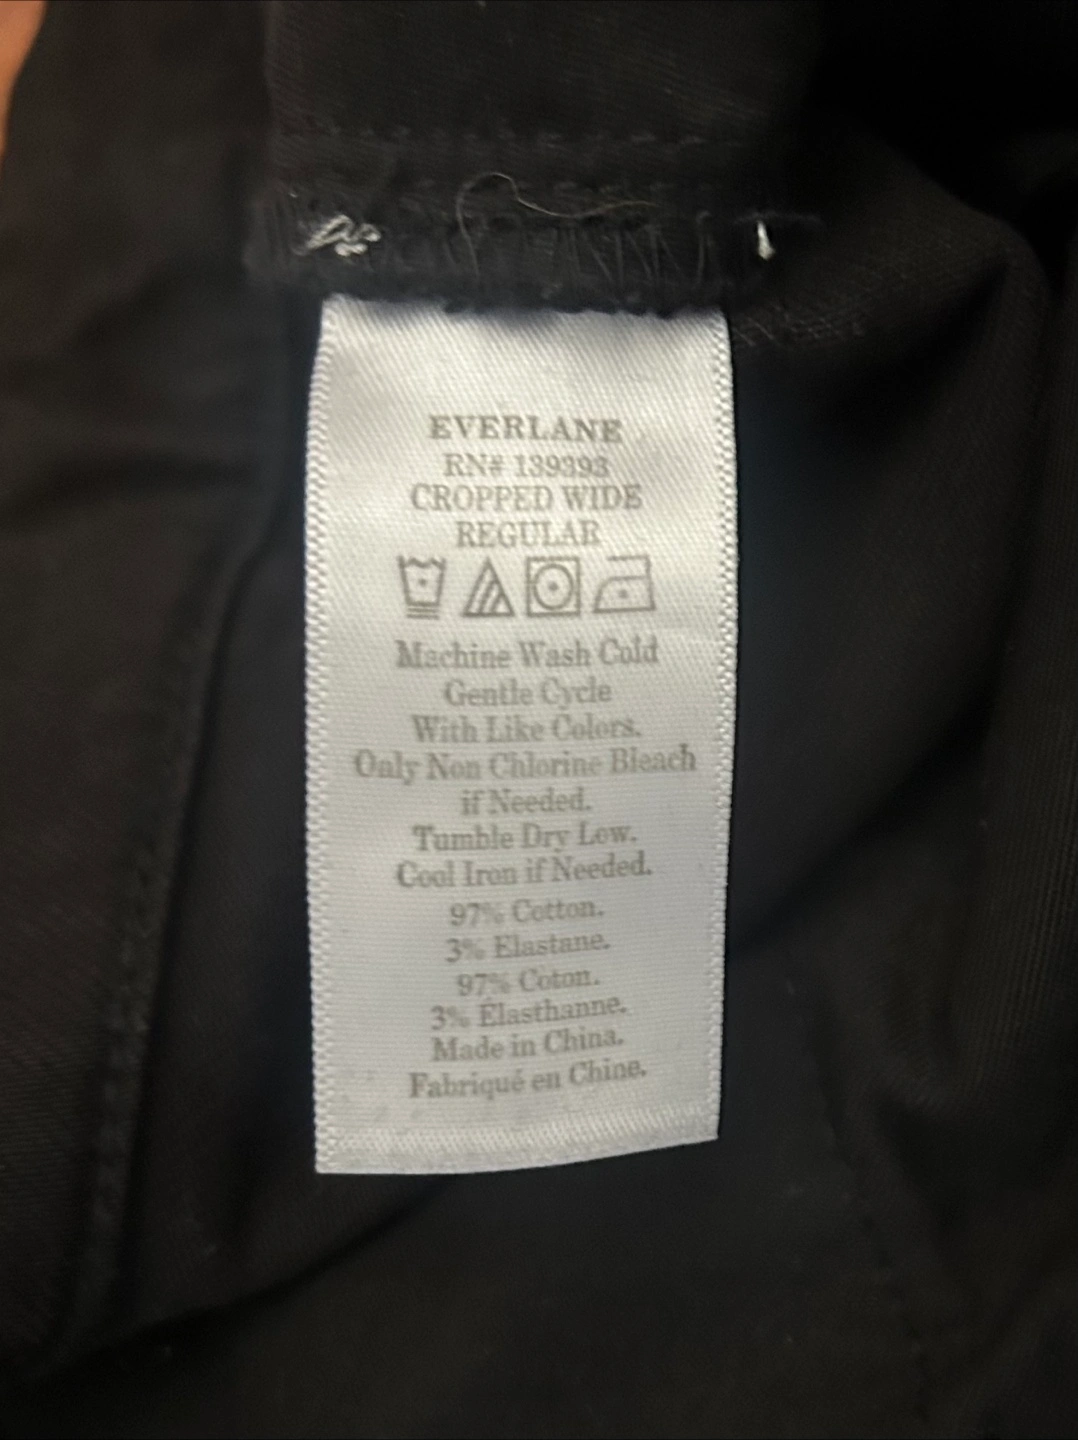 EVERLANE
RN# 139393
CROPPED WIDE
REGULAR
Machine Wash Cold
Gentle Cycle
With Like Colors.
Only Non Chlorine Bleach
if Needed.
Tumble Dry Low.
Cool Iron if Needed.
97% Cotton.
3% Elastane.
97% Coton.
3% Élasthanne.
Made in China.
Fabriqué en Chine.